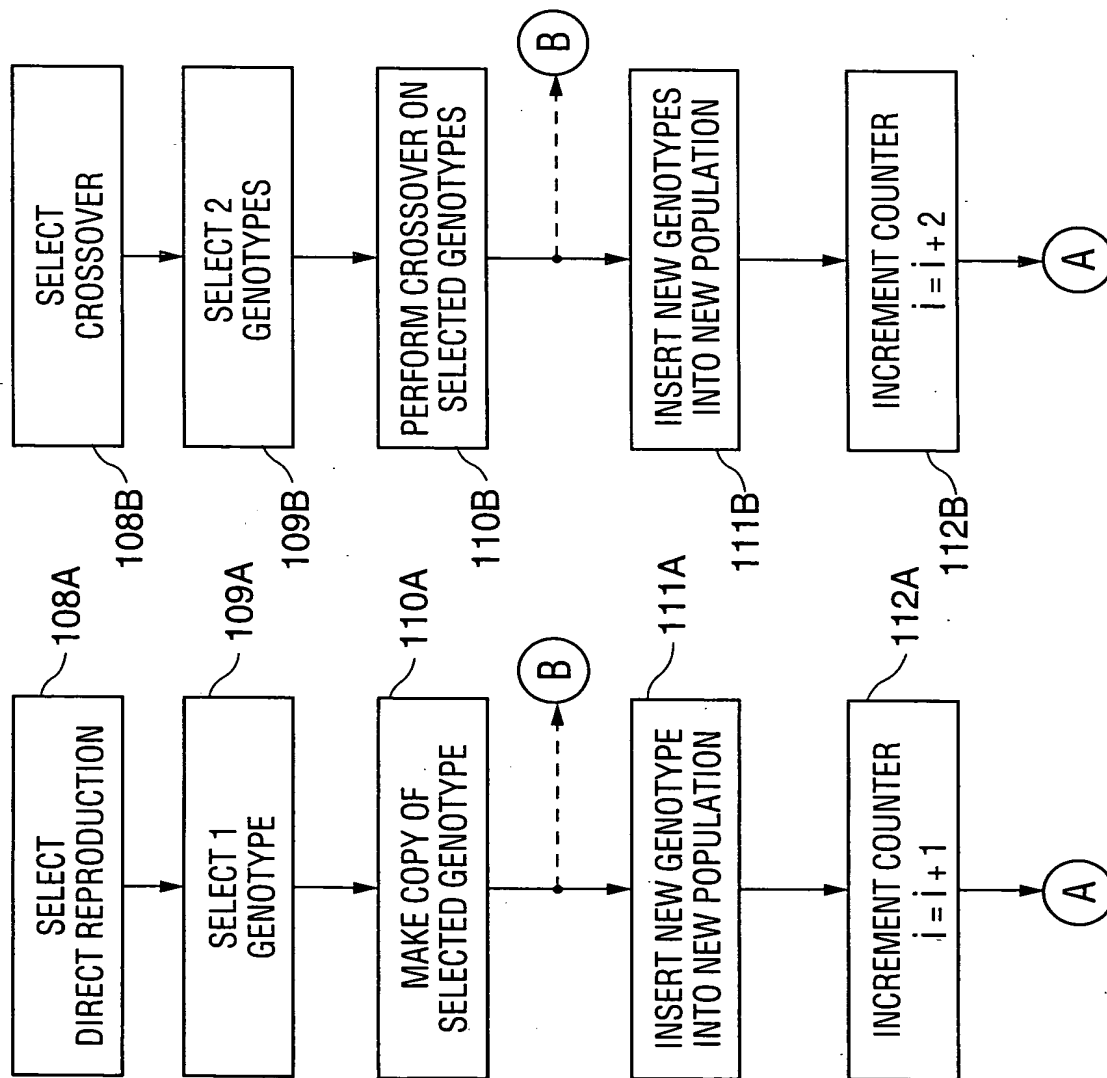 SELECT
DIRECT REPRODUCTION
108A
SELECT 1
GENOTYPE
109A
MAKE COPY OF
SELECTED GENOTYPE
110A
B
INSERT NEW GENOTYPE
INTO NEW POPULATION
111A
INCREMENT COUNTER
i = i + 1
112A
A
SELECT
CROSSOVER
108B
SELECT 2
GENOTYPES
109B
PERFORM CROSSOVER ON
SELECTED GENOTYPES
110B
B
INSERT NEW GENOTYPES
INTO NEW POPULATION
111B
INCREMENT COUNTER
i = i + 2
112B
A